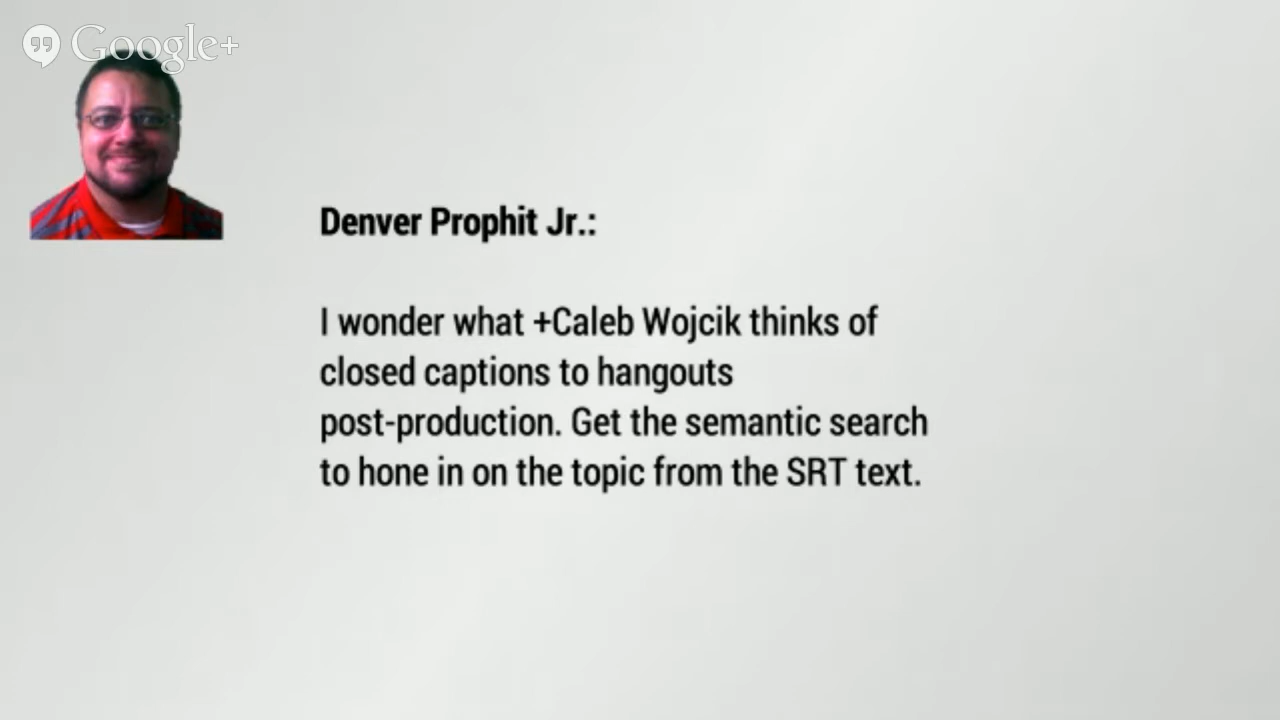 Google+
Denver Prophit Jr.:
I wonder what +Caleb Wojcik thinks of
closed captions to hangouts
post-production. Get the semantic search
to hone in on the topic from the SRT text.